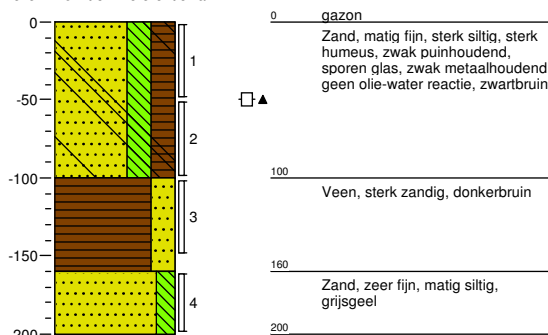 0
-50
-100
-150
-200
1
2
3
4
0
gazon
Zand, matig fijn, sterk siltig, sterk
humeus, zwak puinhoudend,
sporen glas, zwak metaalhoudend
geen olie-water reactie, zwartbruin
100
Veen, sterk zandig, donkerbruin
160
Zand, zeer fijn, matig siltig,
grijsgeel
200